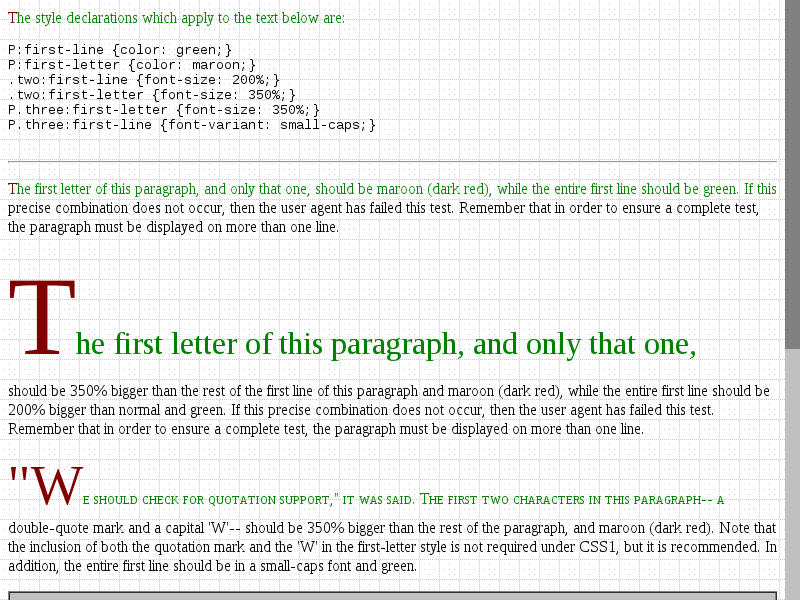 The style declarations which apply to the text below are:
P:first-line {color: green;}
P:first-letter {color: maroon;}
.two:first-line {font-size: 200%;}
.two:first-letter {font-size: 350%;}
P.three:first-letter {font-size: 350%;}
P.three:first-line {font-variant: small-caps;}
The first letter of this paragraph, and only that one, should be maroon (dark red), while the entire first line should be green. If this
precise combination does not occur, then the user agent has failed this test. Remember that in order to ensure a complete test,
the paragraph must be displayed on more than one line.
The first letter of this paragraph, and only that one,
should be 350% bigger than the rest of the first line of this paragraph and maroon (dark red), while the entire first line should be
200% bigger than normal and green. If this precise combination does not occur, then the user agent has failed this test.
Remember that in order to ensure a complete test, the paragraph must be displayed on more than one line.
"We should check for quotation support," it was said. The first two characters in this paragraph-- a
double-quote mark and a capital 'W'-- should be 350% bigger than the rest of the paragraph, and maroon (dark red). Note that
the inclusion of both the quotation mark and the 'W' in the first-letter style is not required under CSS1, but it is recommended. In
addition, the entire first line should be in a small-caps font and green.